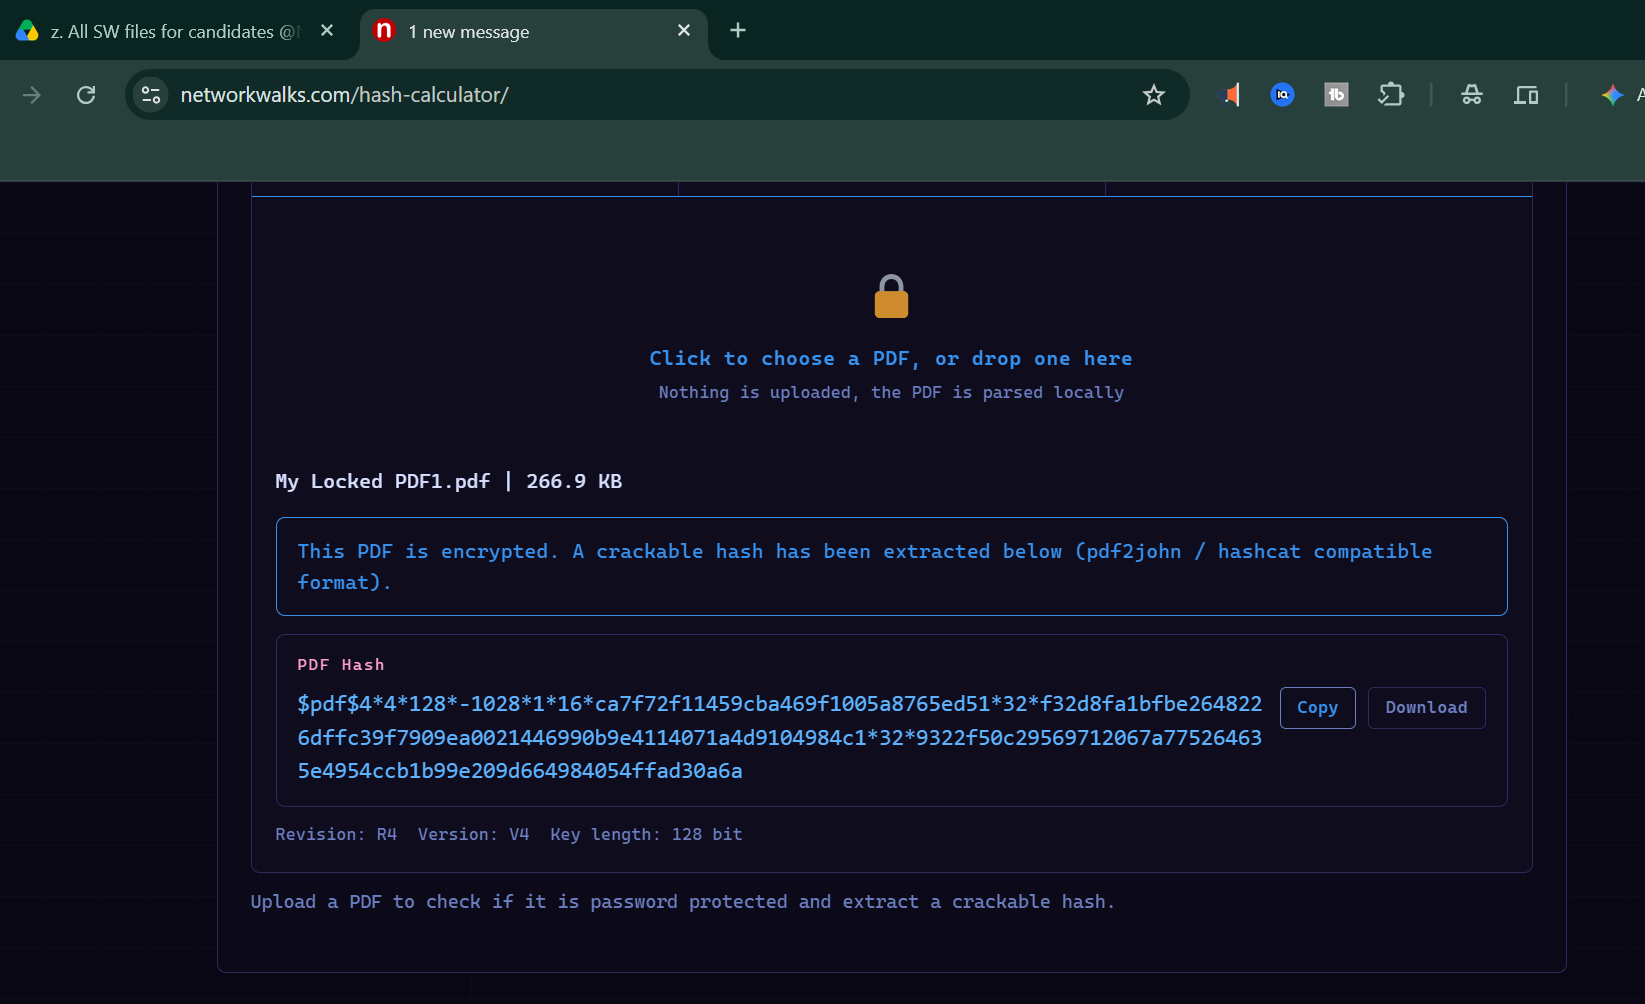 z. All SW files for candidates @
1 new message
networkwalks.com/hash-calculator/
Click to choose a PDF, or drop one here
Nothing is uploaded, the PDF is parsed locally
My Locked PDF1.pdf | 266.9 KB
This PDF is encrypted. A crackable hash has been extracted below (pdf2john / hashcat compatible
format).
PDF Hash
$pdf$4*4*128*-1028*1*16*ca7f72f11459cba469f1005a8765ed51*32*f32d8fa1bfbe264822
6dffc39f7909ea0021446990b9e4114071a4d9104984c1*32*9322f50c29569712067a77526463
5e4954ccb1b99e209d664984054ffad30a6a
Copy
Download
Revision: R4 Version: V4 Key length: 128 bit
Upload a PDF to check if it is password protected and extract a crackable hash.